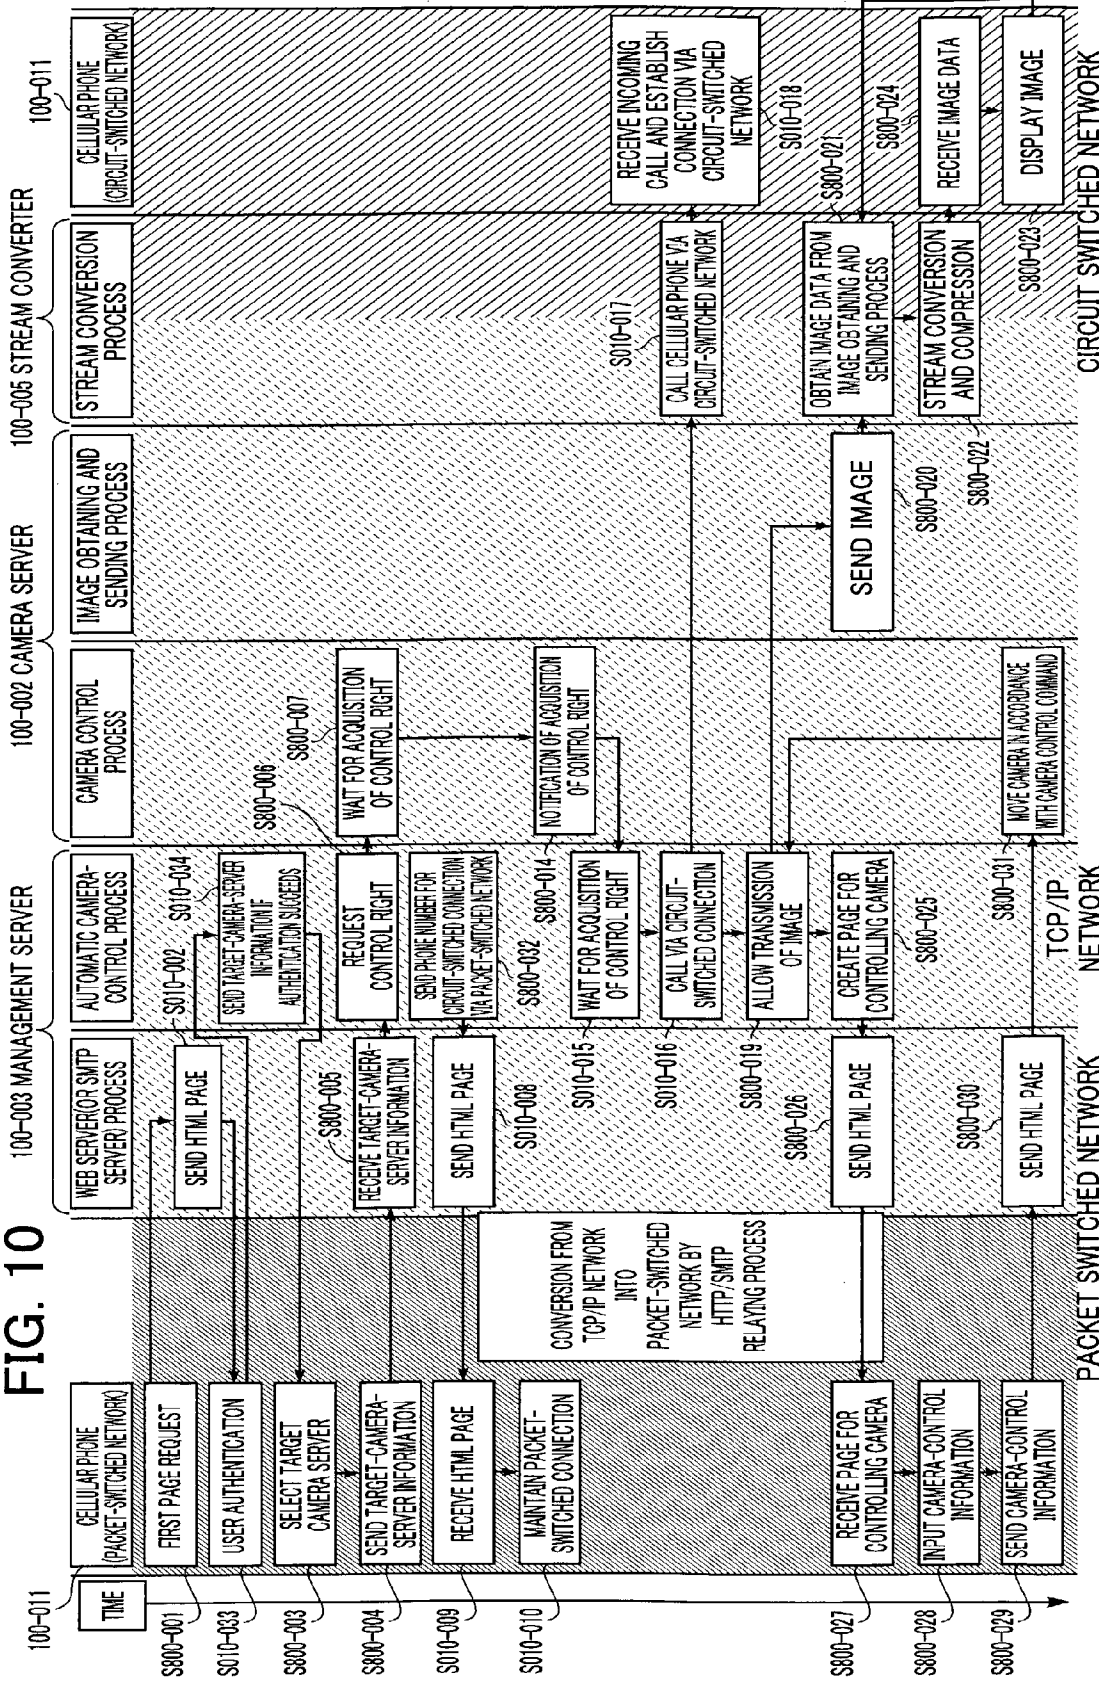 FIG. 10
100-011
100-003 MANAGEMENT SERVER
100-002 CAMERA SERVER
100-005 STREAM CONVERTER
100-011
TIME
CELLULAR PHONE
(PACKET-SWITCHED NETWORK)
WEB SERVER(OR SMTP
SERVER PROCESS
AUTOMATIC CAMERA-
CONTROL PROCESS
CAMERA CONTROL
PROCESS
IMAGE OBTAINING AND
SENDING PROCESS
STREAM CONVERSION
PROCESS
CELLULAR PHONE
(CIRCUIT-SWITCHED NETWORK)
S800-001
FIRST PAGE REQUEST
SEND HTML PAGE
S010-002
S010-033
USER AUTHENTICATION
SEND TARGET-CAMERA-SERVER
INFORMATION IF
AUTHENTICATION SUCCEEDS
S010-034
S800-003
SELECT TARGET
CAMERA SERVER
S800-004
SEND TARGET-CAMERA-
SERVER INFORMATION
S800-005
RECEIVE TARGET-CAMERA-
SERVER INFORMATION
REQUEST
CONTROL RIGHT
S800-006
WAIT FOR ACQUISITION
OF CONTROL RIGHT
S800-007
SEND PHONE NUMBER FOR
CIRCUIT-SWITCHED CONNECTION
VIA PACKET-SWITCHED NETWORK
S800-032
SEND HTML PAGE
S010-008
S010-009
RECEIVE HTML PAGE
S010-010
MAINTAIN PACKET-
SWITCHED CONNECTION
CONVERSION FROM
TCP/IP NETWORK
INTO
PACKET-SWITCHED
NETWORK BY
HTTP/SMTP
RELAYING PROCESS
NOTIFICATION OF ACQUISITION
OF CONTROL RIGHT
S800-014
WAIT FOR ACQUISITION
OF CONTROL RIGHT
S010-015
CALL VIA CIRCUIT-
SWITCHED CONNECTION
S010-016
CALL CELLULAR PHONE VIA
CIRCUIT-SWITCHED NETWORK
S010-017
RECEIVE INCOMING
CALL AND ESTABLISH
CONNECTION VIA
CIRCUIT-SWITCHED
NETWORK
S010-018
ALLOW TRANSMISSION
OF IMAGE
S800-019
SEND IMAGE
S800-020
OBTAIN IMAGE DATA FROM
IMAGE OBTAINING AND
SENDING PROCESS
S800-021
STREAM CONVERSION
AND COMPRESSION
S800-022
RECEIVE IMAGE DATA
S800-024
DISPLAY IMAGE
S800-023
CREATE PAGE FOR
CONTROLLING CAMERA
S800-025
SEND HTML PAGE
S800-026
S800-027
RECEIVE PAGE FOR
CONTROLLING CAMERA
S800-028
INPUT CAMERA-CONTROL
INFORMATION
S800-029
SEND CAMERA-CONTROL
INFORMATION
SEND HTML PAGE
S800-030
MOVE CAMERA IN ACCORDANCE
WITH CAMERA CONTROL COMMAND
S800-031
PACKET SWITCHED NETWORK
TCP/IP
NETWORK
CIRCUIT SWITCHED NETWORK